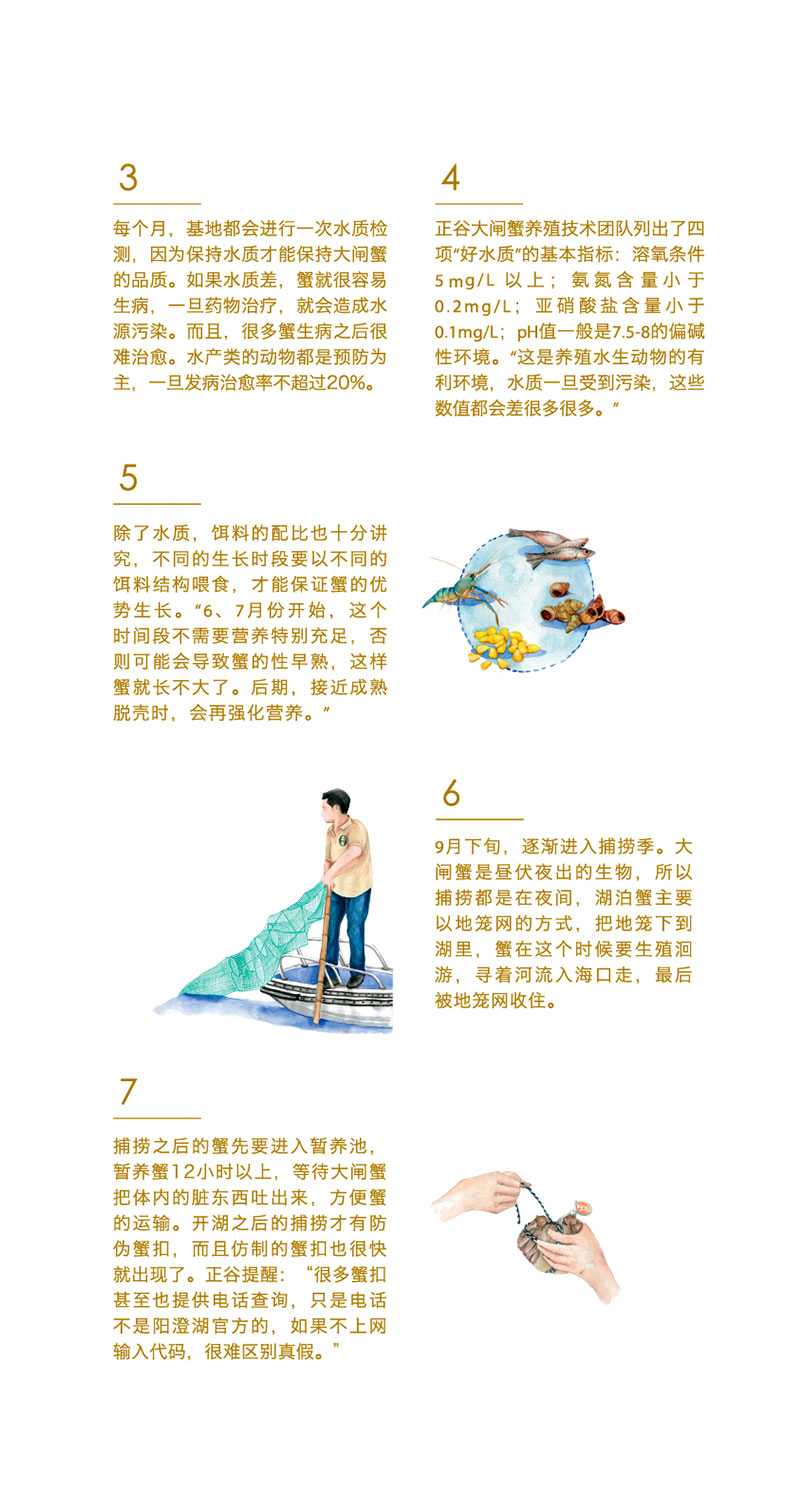 3
每个月，基地都会进行一次水质检
测，因为保持水质才能保持大闸蟹
的品质。如果水质差，蟹就很容易
生病，一旦药物治疗，就会造成水
源污染。而且，很多蟹生病之后很
难治愈。水产类的动物都是预防为
主，一旦发病治愈率不超过20%。
4
正谷大闸蟹养殖技术团队列出了四
项“好水质”的基本指标：溶氧条件
5mg/L 以上；氨氮含量小于
0.2mg/L；亚硝酸盐含量小于
0.1mg/L；pH值一般是7.5-8的偏碱
性环境。“这是养殖水生动物的有
利环境，水质一旦受到污染，这些
数值都会差很多很多。”
5
除了水质，饵料的配比也十分讲
究，不同的生长时段要以不同的
饵料结构喂食，才能保证蟹的优
势生长。“6、7月份开始，这个
时间段不需要营养特别充足，否
则可能会导致蟹的性早熟，这样
蟹就长不大了。后期，接近成熟
脱壳时，会再强化营养。”
6
9月下旬，逐渐进入捕捞季。大
闸蟹是昼伏夜出的生物，所以
捕捞都是在夜间，湖泊蟹主要
以地笼网的方式，把地笼下到
湖里，蟹在这个时候要生殖洄
游，寻着河流入海口走，最后
被地笼网收住。
7
捕捞之后的蟹先要进入暂养池，
暂养蟹12小时以上，等待大闸蟹
把体内的脏东西吐出来，方便蟹
的运输。开湖之后的捕捞才有防
伪蟹扣，而且仿制的蟹扣也很快
就出现了。正谷提醒：“很多蟹扣
甚至也提供电话查询，只是电话
不是阳澄湖官方的，如果不上网
输入代码，很难区别真假。”